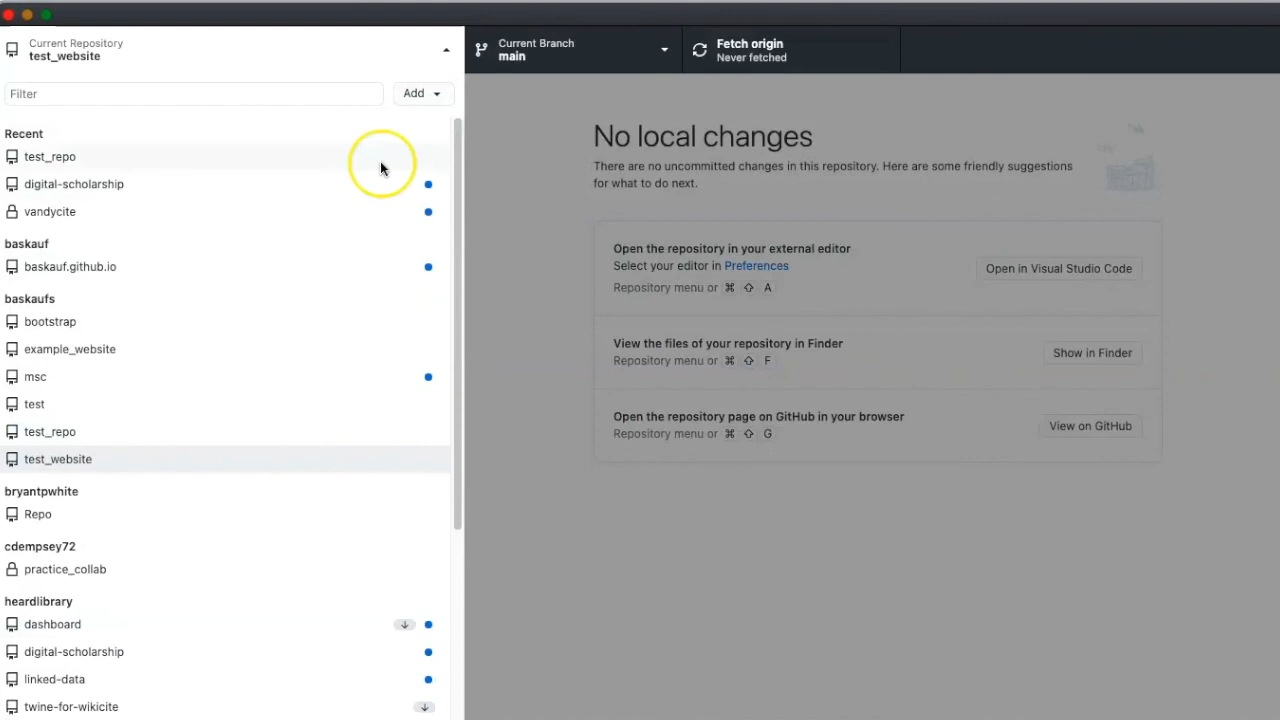 Current Repository
test_website
Current Branch
main
Fetch origin
Never fetched
Filter
Add
Recent
test_repo
digital-scholarship
vandycite
baskauf
baskauf.github.io
baskaufs
bootstrap
example_website
msc
test
test_repo
test_website
bryantpwhite
Repo
cdempsey72
practice_collab
heardlibrary
dashboard
digital-scholarship
linked-data
twine-for-wikicite
No local changes
There are no uncommitted changes in this repository. Here are some friendly suggestions
for what to do next.
Open the repository in your external editor
Select your editor in Preferences
Repository menu or ⌘ ⇧ A
Open in Visual Studio Code
View the files of your repository in Finder
Repository menu or ⌘ ⇧ F
Show in Finder
Open the repository page on GitHub in your browser
Repository menu or ⌘ ⇧ G
View on GitHub